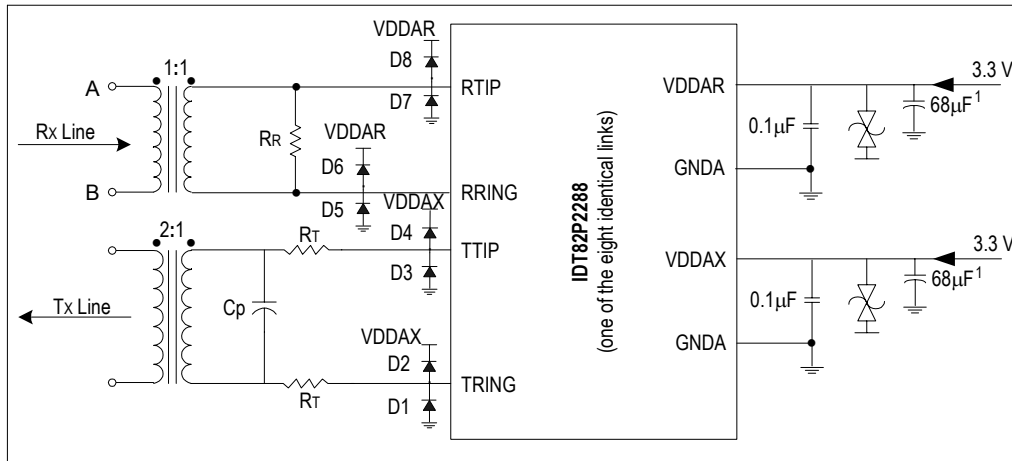 VDDAR
D8
1:1
A
RTIP
D7
Rx Line
RR
VDDAR
D6
B
RRING
D5
VDDAX
2:1
RT
D4
TTIP
D3
Tx Line
Cp
VDDAX
D2
TRING
RT
D1
IDT82P2288
(one of the eight identical links)
VDDAR
3.3 V
0.1μF
68μF1
GNDA
VDDAX
3.3 V
0.1μF
68μF1
GNDA